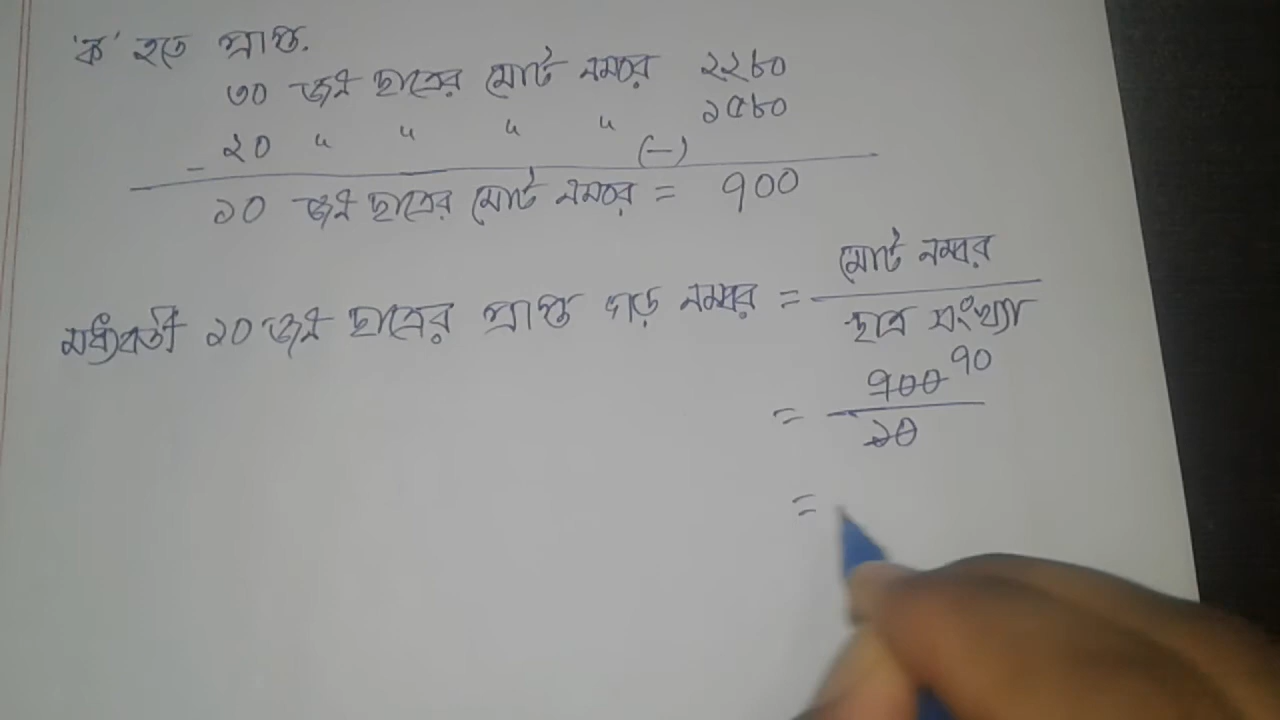 'ক' হতে প্রাপ্ত.
৩০ জন ছাত্রের মোট নম্বর ২২৮০
- ২০ " " " " (-) ১৫৮০
১০ জন ছাত্রের মোট নম্বর = ৭০০
মধ্যবর্তী ১০ জন ছাত্রের প্রাপ্ত গড় নম্বর = মোট নম্বর
ছাত্র সংখ্যা
= ৭০০ ৭০
১০
=